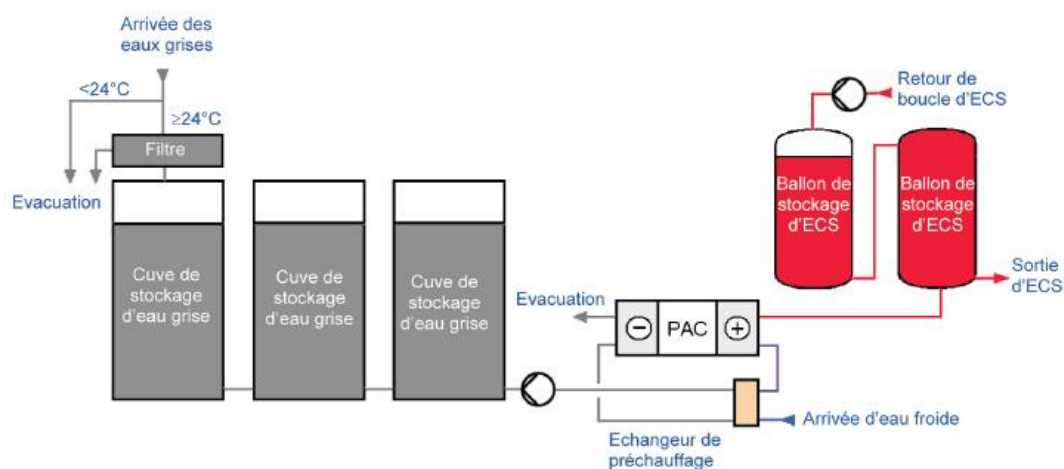 Arrivée des
eaux grises
<24°C
≥24°C
Filtre
Evacuation
Cuve de
stockage
d'eau grise
Cuve de
stockage
d'eau grise
Cuve de
stockage
d'eau grise
Retour de
boucle d'ECS
Ballon de
stockage
d'ECS
Ballon de
stockage
d'ECS
Sortie
d'ECS
Evacuation
−
PAC
+
Arrivée d'eau froide
Echangeur de
préchauffage